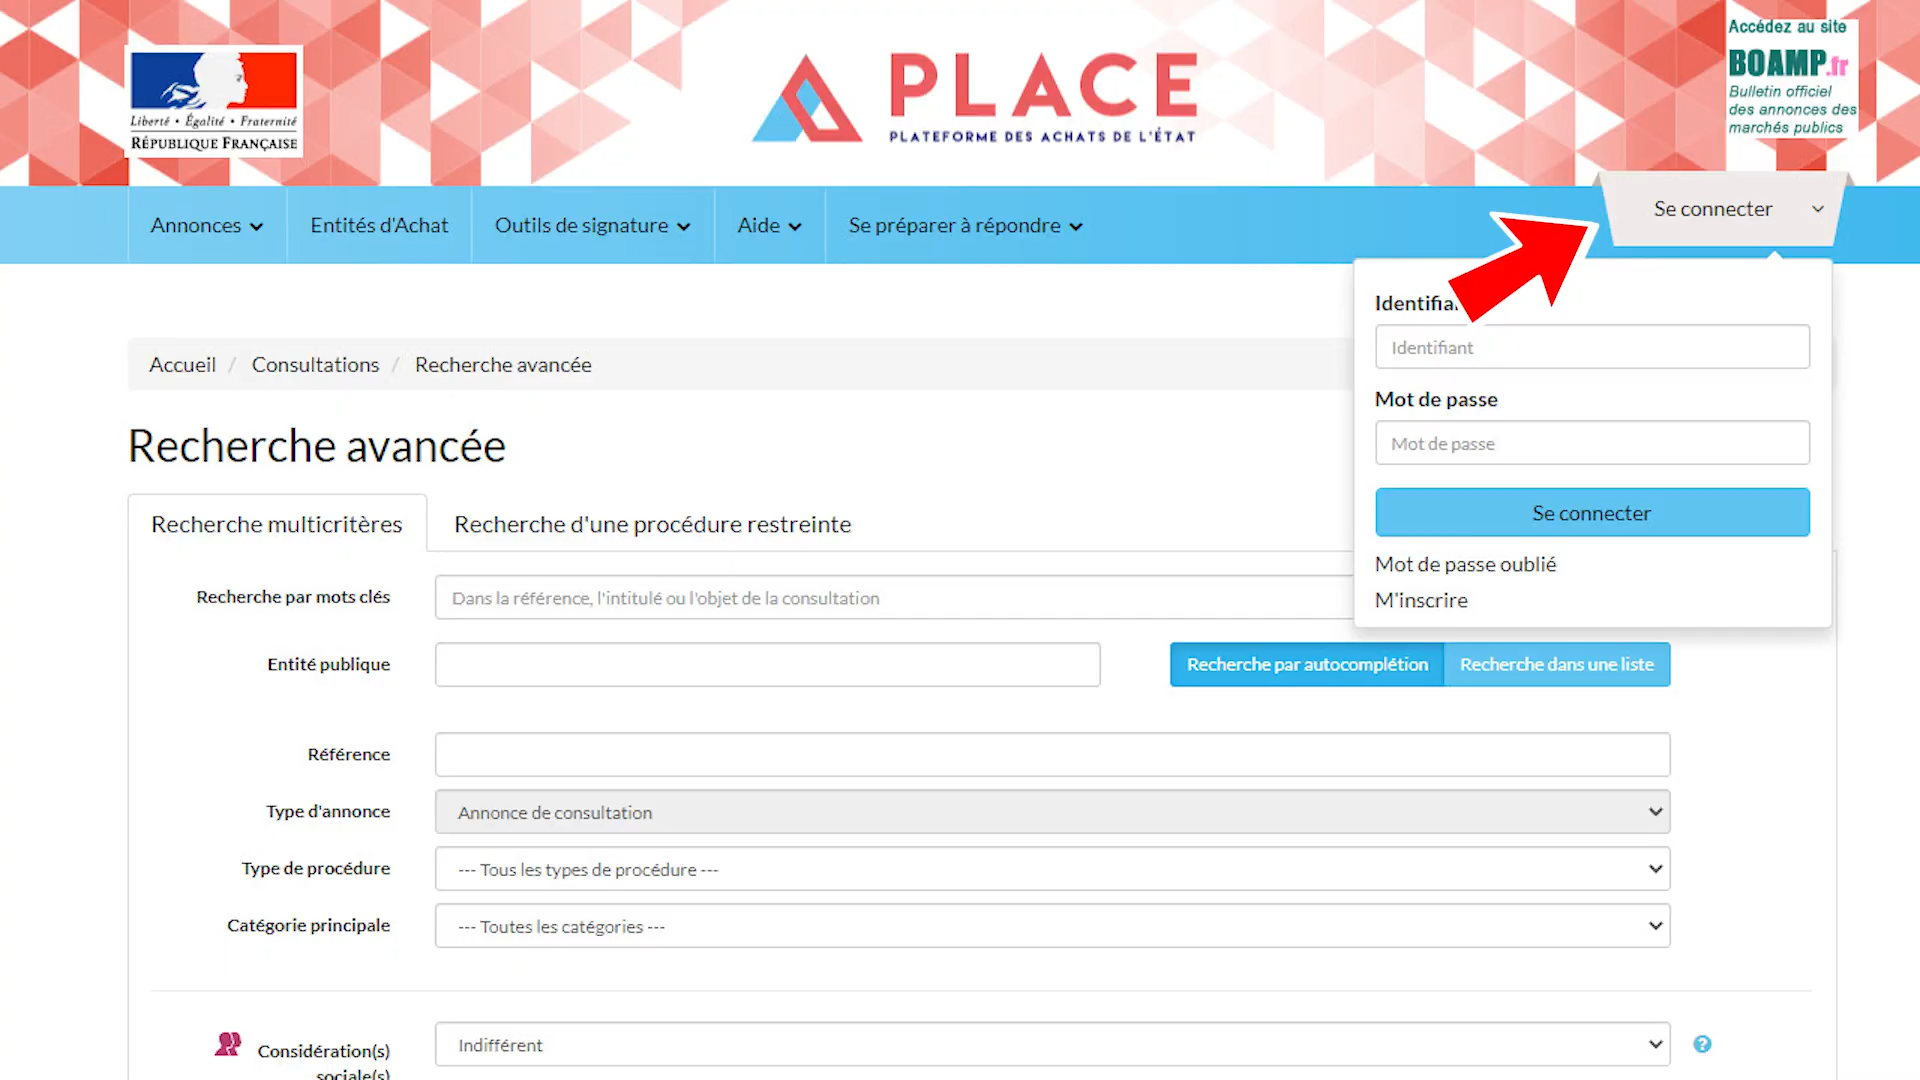 Liberté • Égalité • Fraternité
RÉPUBLIQUE FRANÇAISE
PLACE
PLATEFORME DES ACHATS DE L'ÉTAT
Accédez au site
BOAMP.fr
Bulletin officiel
des annonces des
marchés publics
Annonces
Entités d'Achat
Outils de signature
Aide
Se préparer à répondre
Se connecter
Identifian
Identifiant
Mot de passe
Mot de passe
Se connecter
Mot de passe oublié
M'inscrire
Accueil / Consultations / Recherche avancée
Recherche avancée
Recherche multicritères
Recherche d'une procédure restreinte
Recherche par mots clés
Dans la référence, l'intitulé ou l'objet de la consultation
Entité publique
Recherche par autocomplétion
Recherche dans une liste
Référence
Type d'annonce
Annonce de consultation
Type de procédure
--- Tous les types de procédure ---
Catégorie principale
--- Toutes les catégories ---
Considération(s)
sociale(s)
Indifférent
?